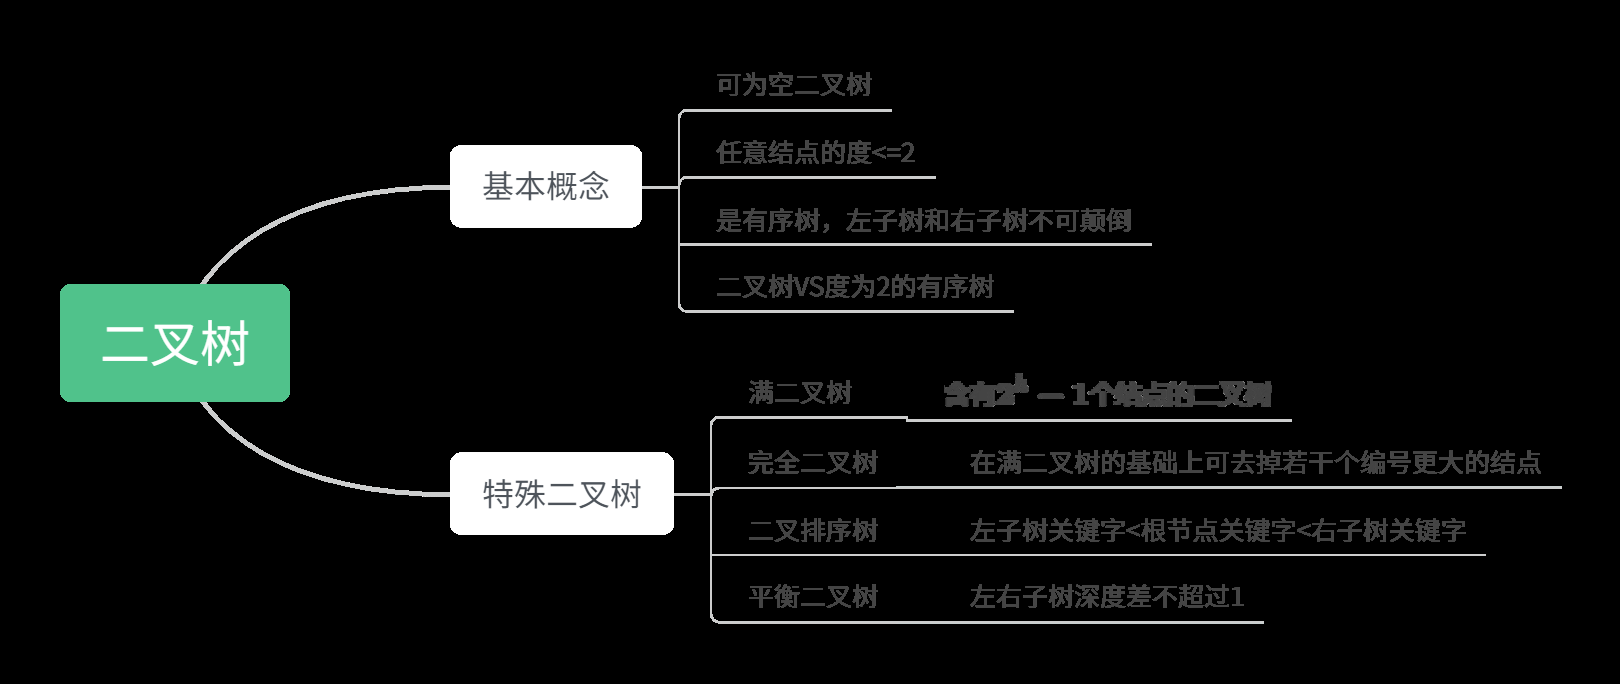 二叉树
基本概念
可为空二叉树
任意结点的度<=2
是有序树，左子树和右子树不可颠倒
二叉树VS度为2的有序树
特殊二叉树
满二叉树 含有2^h — 1个结点的二叉树
完全二叉树 在满二叉树的基础上可去掉若干个编号更大的结点
二叉排序树 左子树关键字<根节点关键字<右子树关键字
平衡二叉树 左右子树深度差不超过1